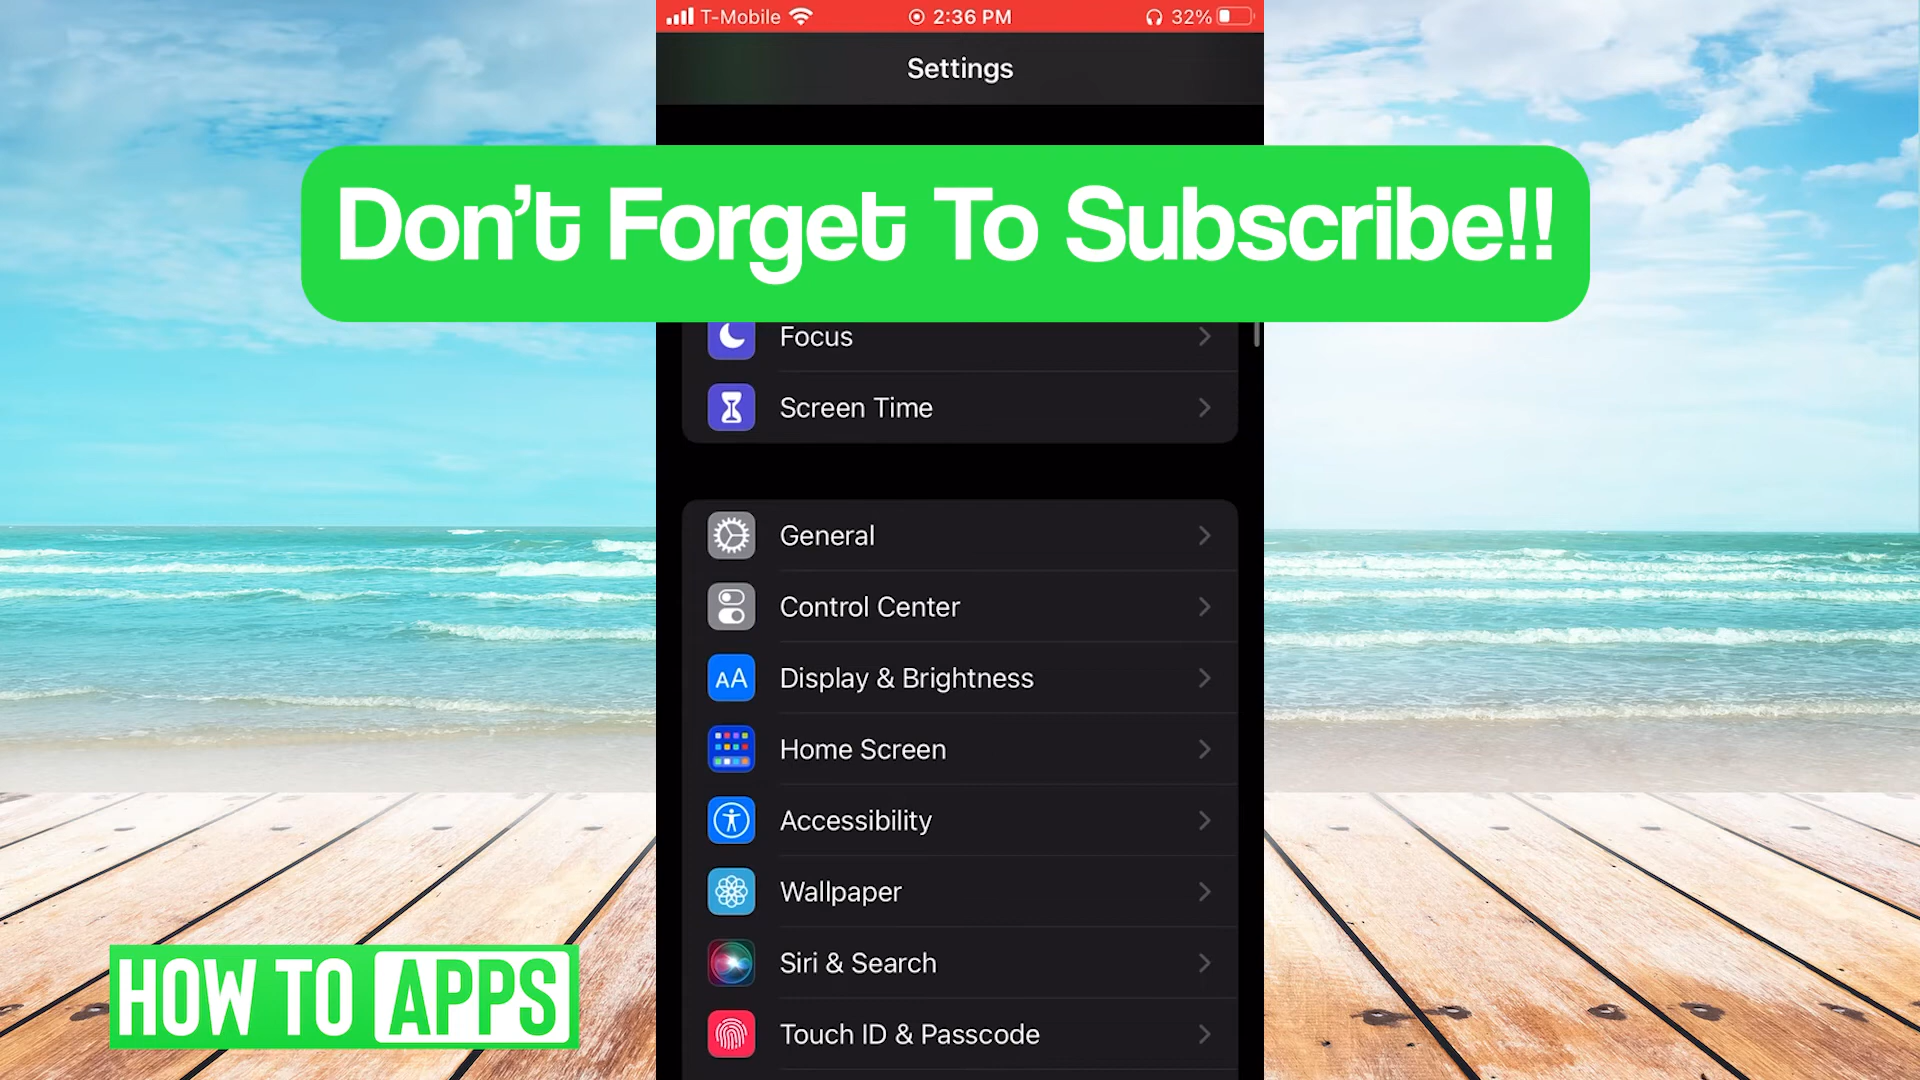 T-Mobile 2:36 PM 32%
Settings
Don't Forget To Subscribe!!
Focus
Screen Time
General
Control Center
AA Display & Brightness
Home Screen
Accessibility
Wallpaper
Siri & Search
Touch ID & Passcode
HOW TO APPS